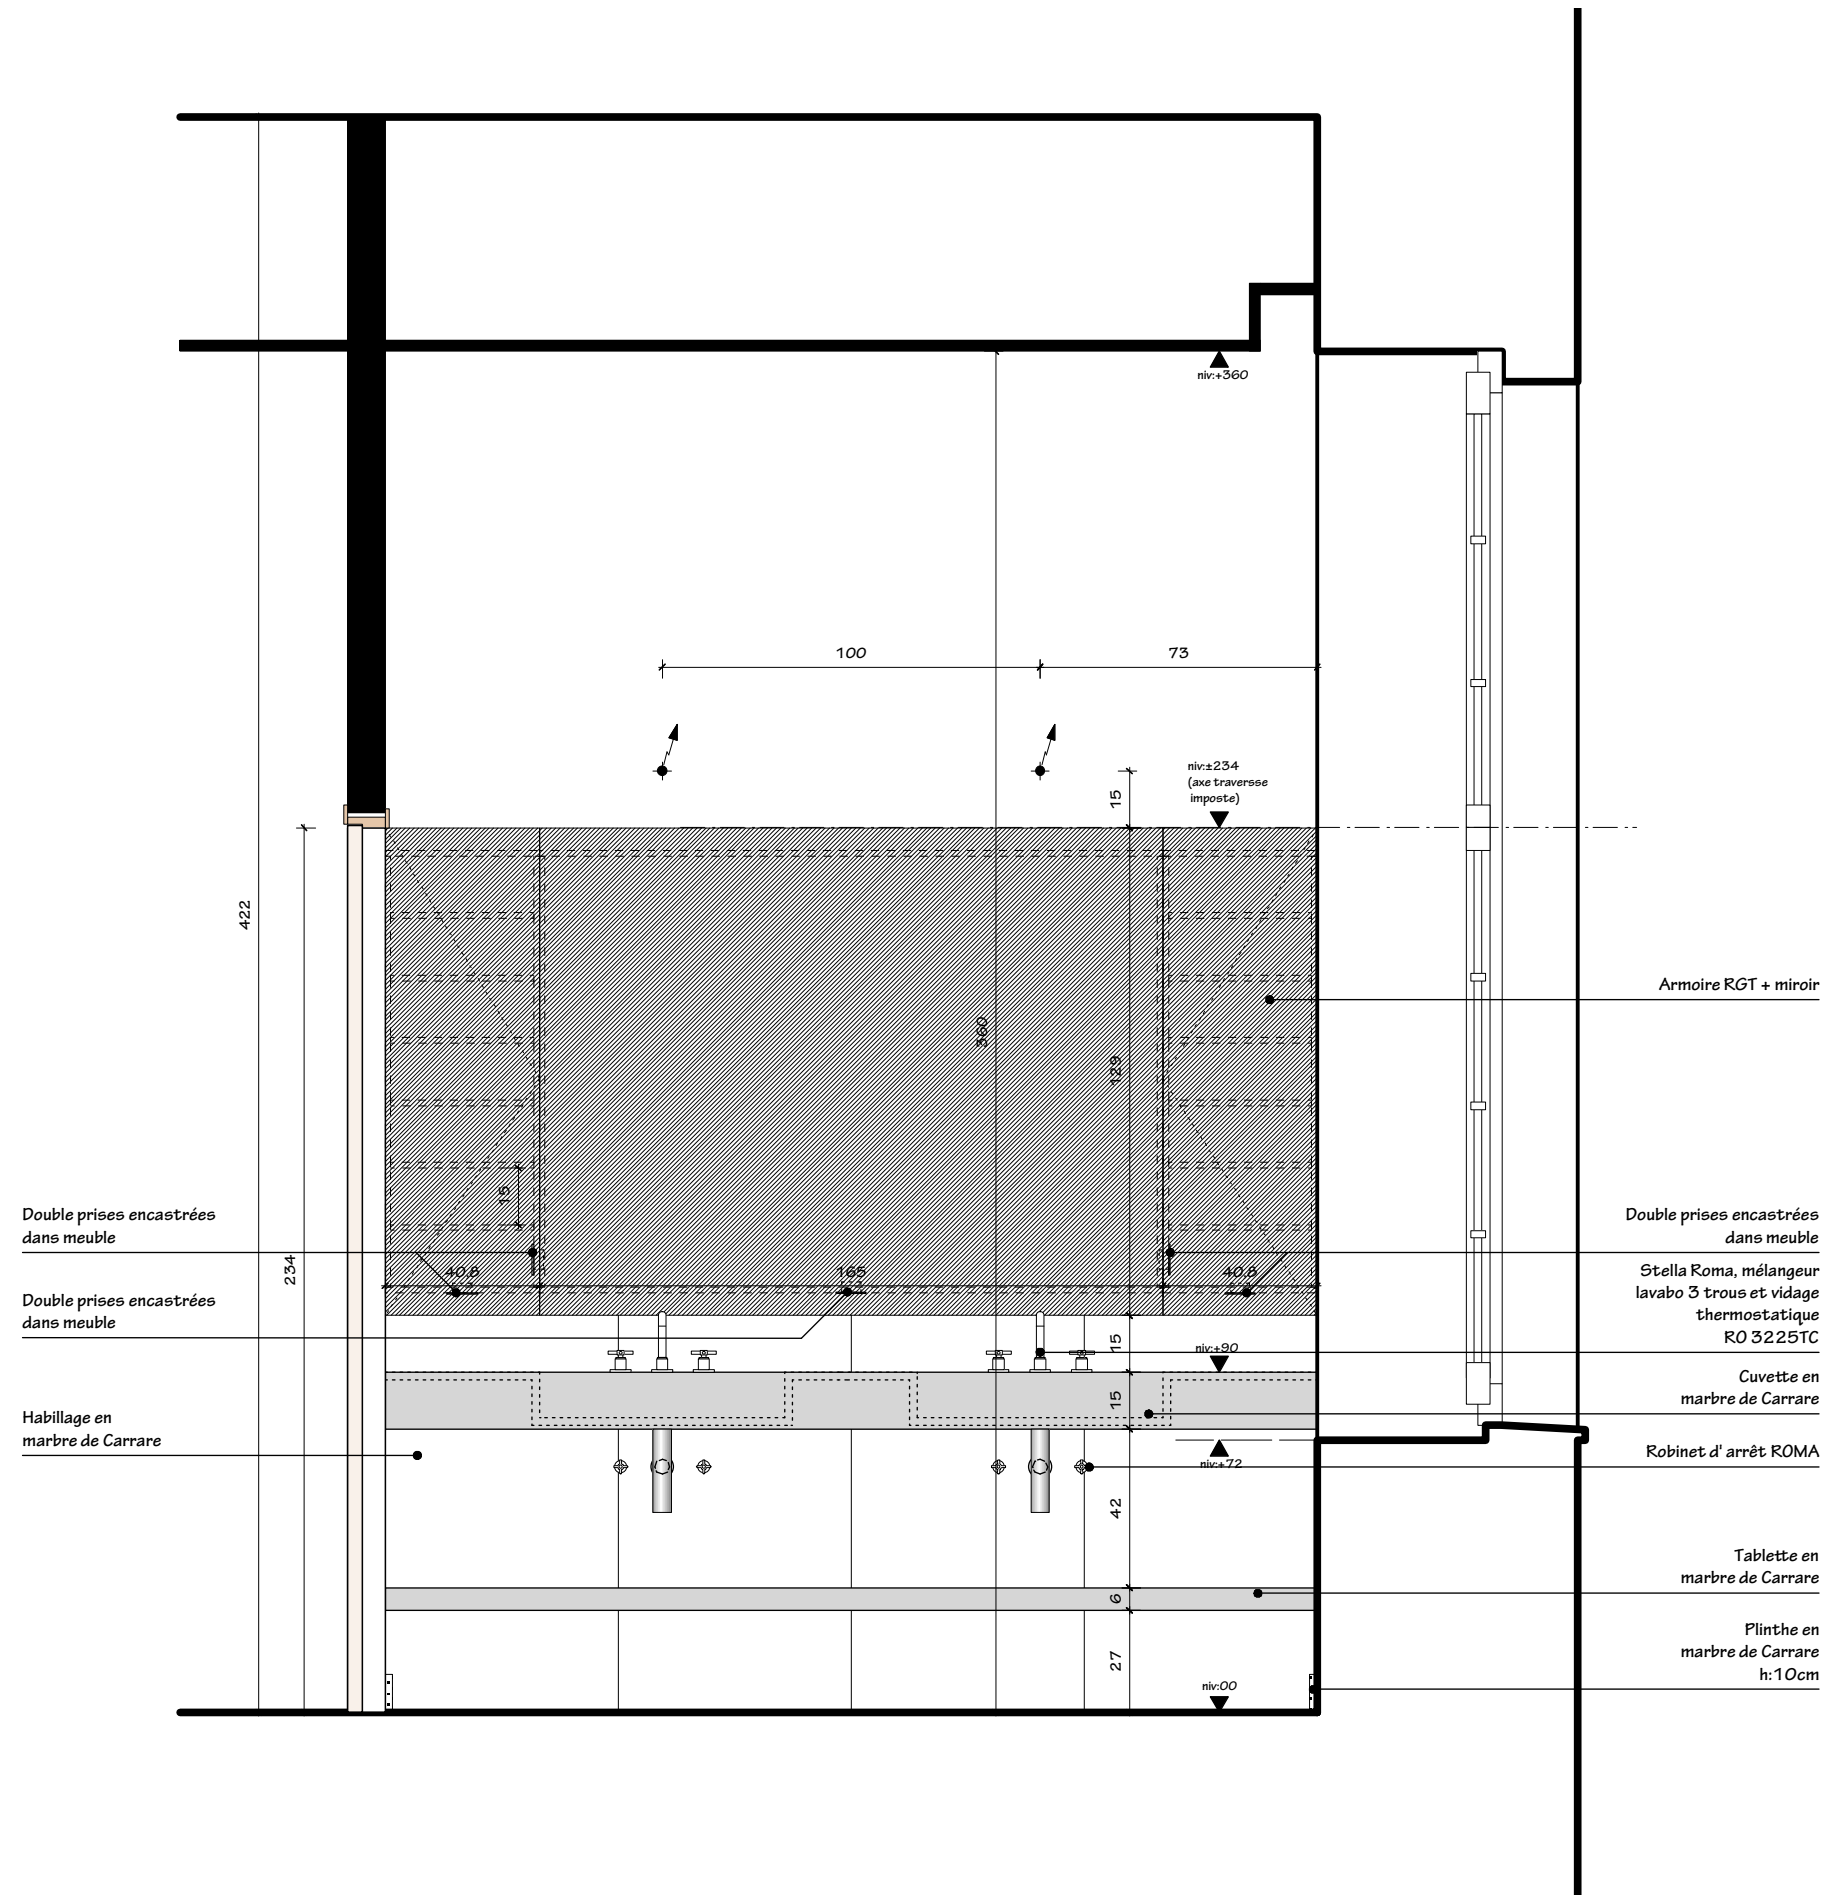 niv:+360
100
73
niv:±234
(axe traversse
imposte)
15
422
Armoire RGT + miroir
360
129
15
Double prises encastrées
dans meuble
Double prises encastrées
dans meuble
234
40,8
165
40,8
Stella Roma, mélangeur
lavabo 3 trous et vidage
thermostatique
RO 3225TC
Double prises encastrées
dans meuble
15
niv:+90
Cuvette en
marbre de Carrare
15
Habillage en
marbre de Carrare
Robinet d' arrêt ROMA
niv:+72
42
Tablette en
marbre de Carrare
6
Plinthe en
marbre de Carrare
h:10cm
27
niv:00